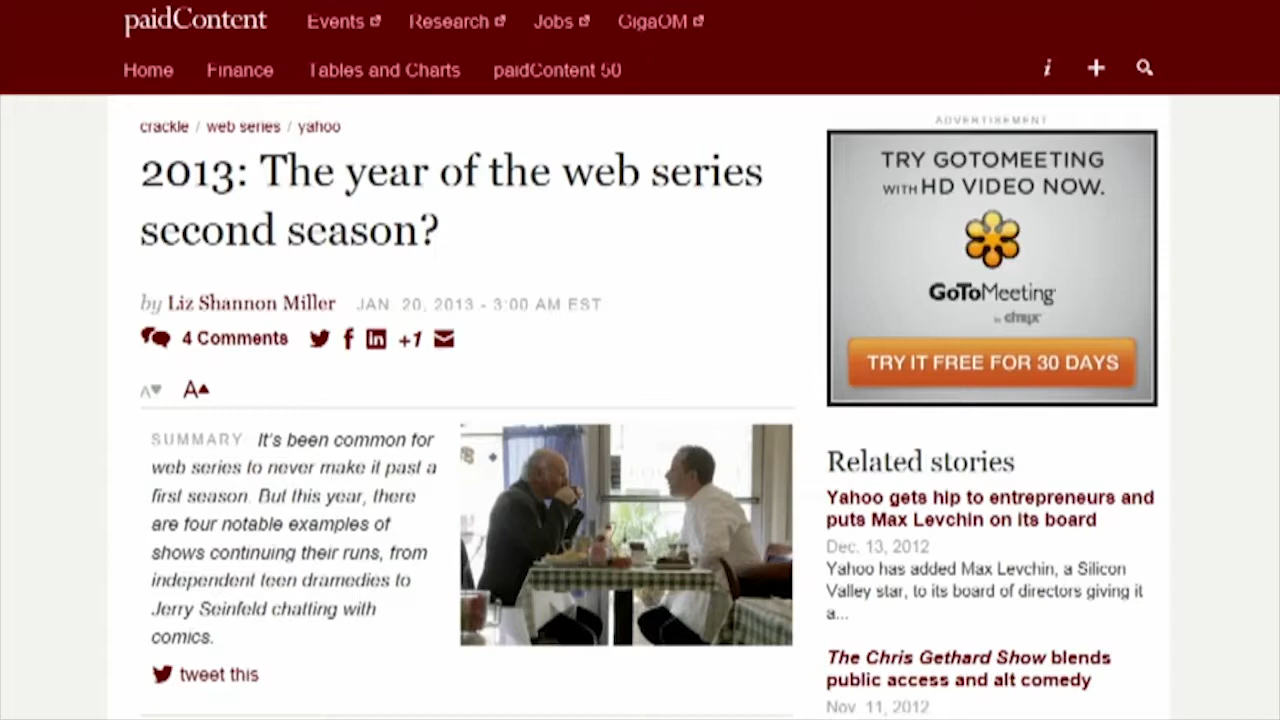 paidContent Events Research Jobs GigaOM
Home Finance Tables and Charts paidContent 50
crackle / web series / yahoo
2013: The year of the web series
second season?
by Liz Shannon Miller JAN. 20, 2013 - 3:00 AM EST
4 Comments +1
A A
SUMMARY It's been common for
web series to never make it past a
first season. But this year, there
are four notable examples of
shows continuing their runs, from
independent teen dramedies to
Jerry Seinfeld chatting with
comics.
tweet this
ADVERTISEMENT
TRY GOTOMEETING
WITH HD VIDEO NOW.
GoToMeeting
by citrix
TRY IT FREE FOR 30 DAYS
Related stories
Yahoo gets hip to entrepreneurs and
puts Max Levchin on its board
Dec. 13, 2012
Yahoo has added Max Levchin, a Silicon
Valley star, to its board of directors giving it
a...
The Chris Gethard Show blends
public access and alt comedy
Nov. 11, 2012